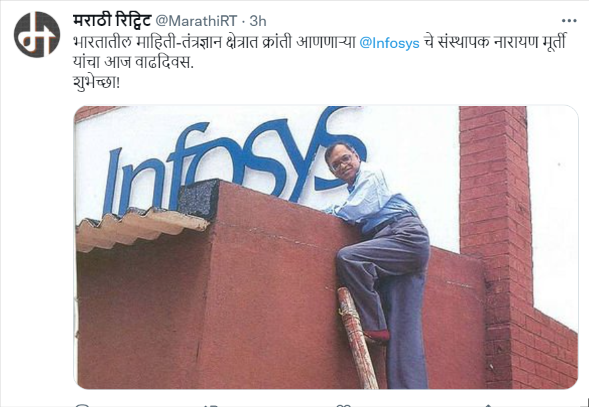 मराठी रिट्विट @MarathiRT · 3h
भारतातील माहिती-तंत्रज्ञान क्षेत्रात क्रांती आणणाऱ्या @Infosys चे संस्थापक नारायण मूर्ती
यांचा आज वाढदिवस.
शुभेच्छा!
Infosys